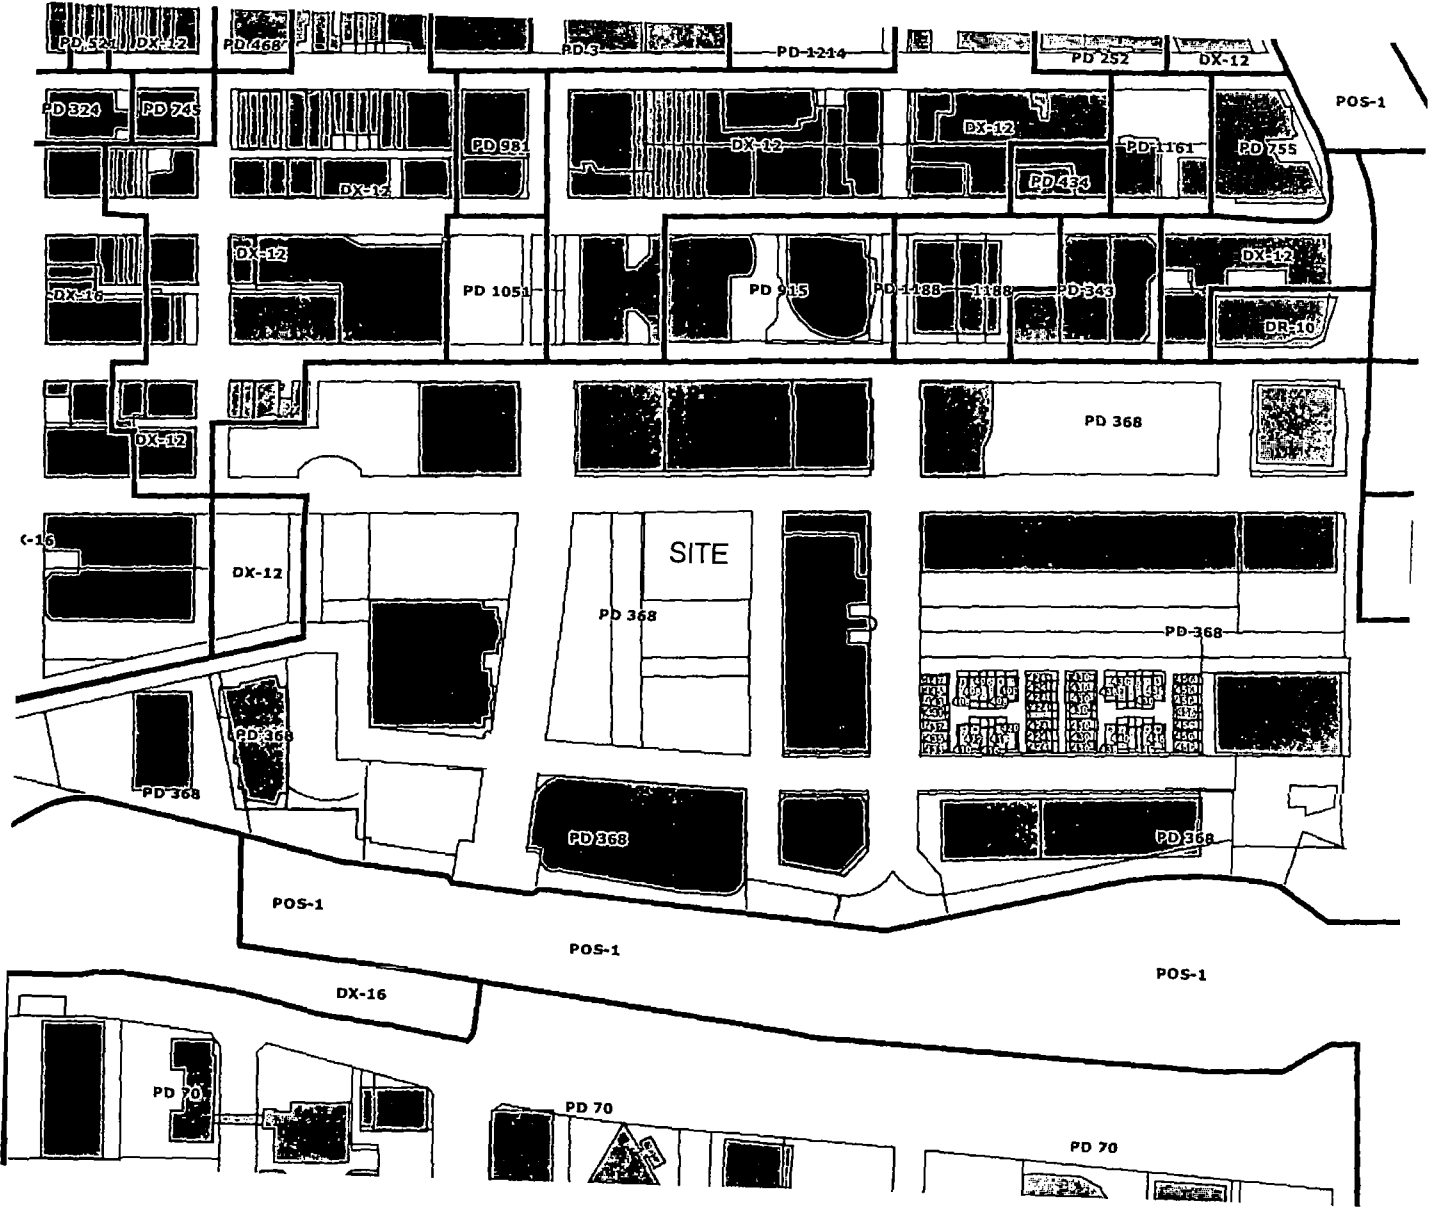 PD 521 DX-12 PD 468 PD 3 PD 1214 PD 252 DX-12
POS-1
PD 324 PD 745
PD 981 DX-12 DX-12 PD 1161 PD 755
DX-12 PD 434
DX-12 DX-12
DX-16 PD 1051 PD 915 PD 1188 1188 PD 343
DR-10
PD 368
DX-12
-16 SITE
DX-12
PD 368
PD 368
PD 368
PD 368
PD 368 PD 368
POS-1
POS-1
POS-1
DX-16
PD 70
PD 70
PD 70